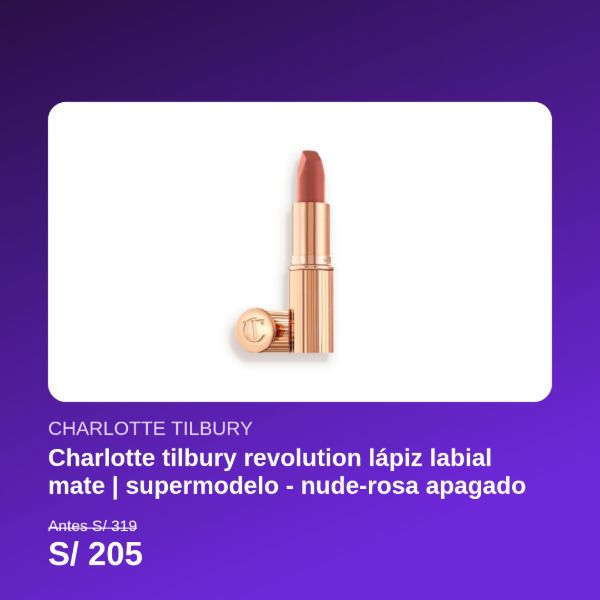 CHARLOTTE TILBURY
Charlotte tilbury revolution lápiz labial
mate | supermodelo - nude-rosa apagado
Antes S/ 319
S/ 205